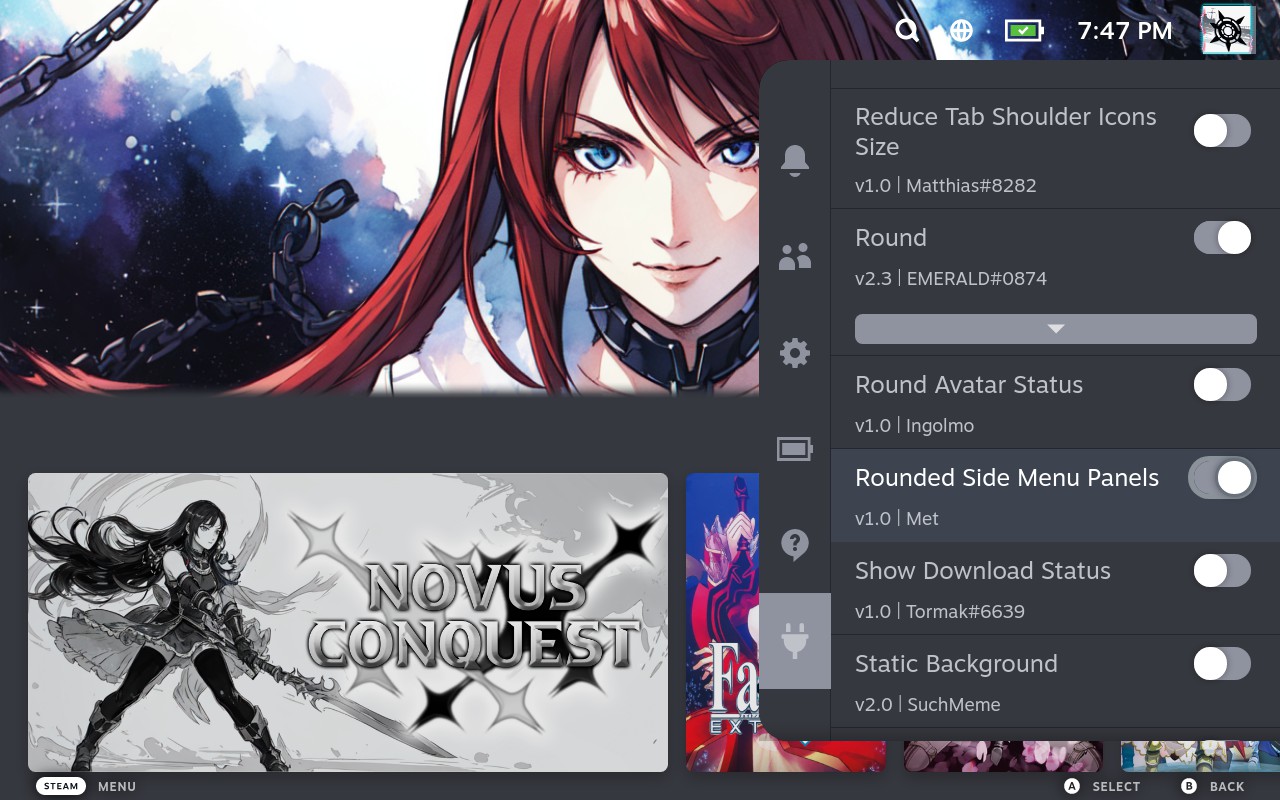 7:47 PM
Reduce Tab Shoulder Icons
Size
v1.0 | Matthias#8282
Round
v2.3 | EMERALD#0874
Round Avatar Status
v1.0 | Ingolmo
Rounded Side Menu Panels
v1.0 | Met
Show Download Status
v1.0 | Tormak#6639
Static Background
v2.0 | SuchMeme
NOVUS
CONQUEST
Fa
EXT
STEAM MENU
A SELECT B BACK